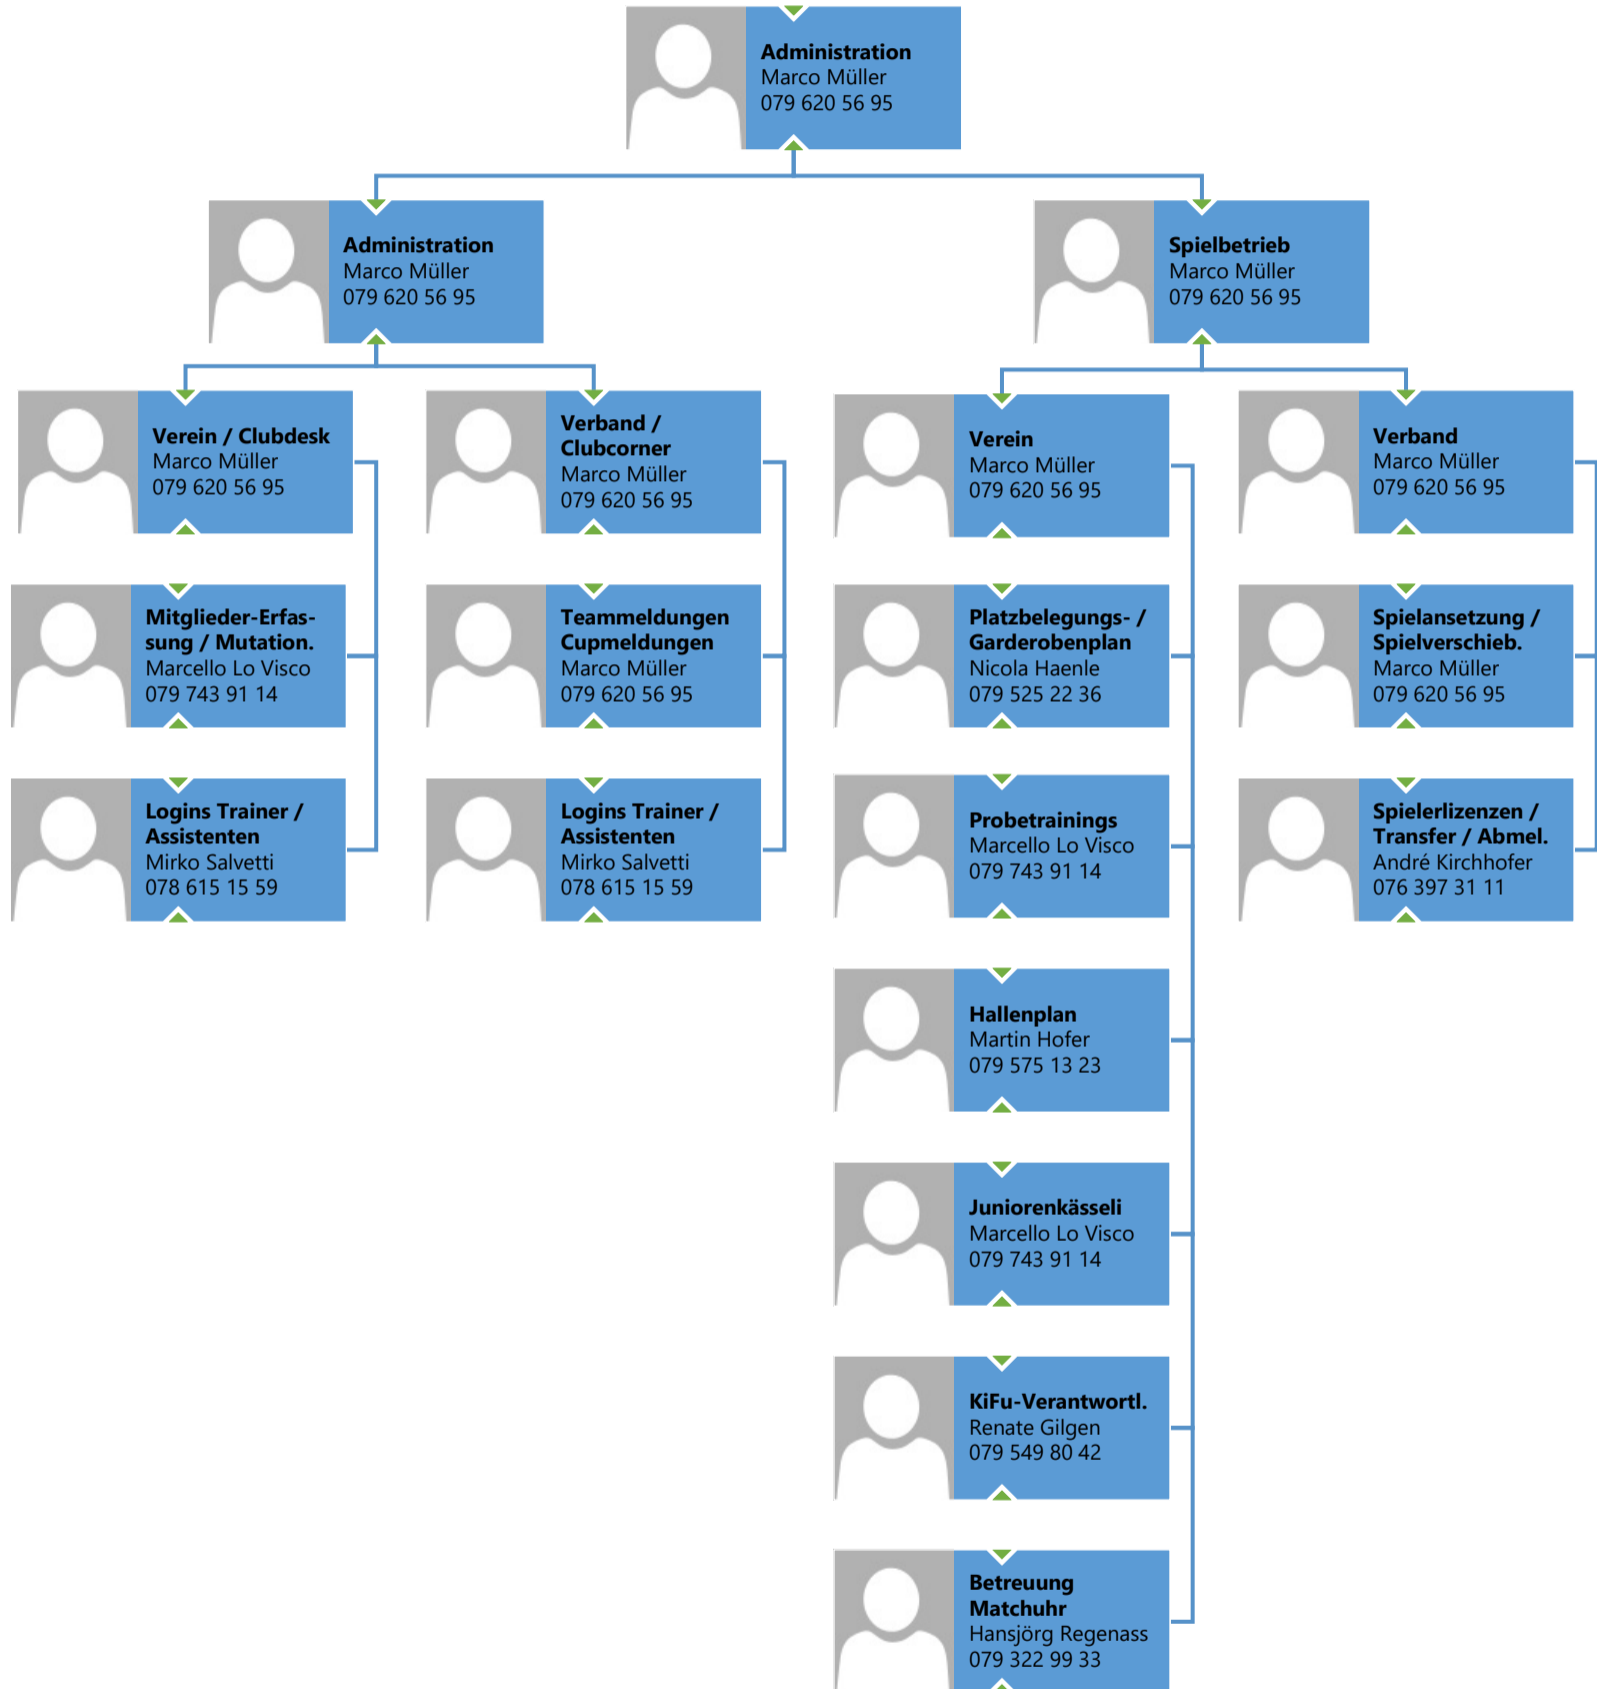 Administration
Marco Müller
079 620 56 95
Administration
Marco Müller
079 620 56 95
Spielbetrieb
Marco Müller
079 620 56 95
Verein / Clubdesk
Marco Müller
079 620 56 95
Verband /
Clubcorner
Marco Müller
079 620 56 95
Verein
Marco Müller
079 620 56 95
Verband
Marco Müller
079 620 56 95
Mitglieder-Erfas-
sung / Mutation.
Marcello Lo Visco
079 743 91 14
Teammeldungen
Cupmeldungen
Marco Müller
079 620 56 95
Platzbelegungs- /
Garderobenplan
Nicola Haenle
079 525 22 36
Spielansetzung /
Spielverschieb.
Marco Müller
079 620 56 95
Logins Trainer /
Assistenten
Mirko Salvetti
078 615 15 59
Logins Trainer /
Assistenten
Mirko Salvetti
078 615 15 59
Probetrainings
Marcello Lo Visco
079 743 91 14
Spielerlizenzen /
Transfer / Abmel.
André Kirchhofer
076 397 31 11
Hallenplan
Martin Hofer
079 575 13 23
Juniorenkässeli
Marcello Lo Visco
079 743 91 14
KiFu-Verantwortl.
Renate Gilgen
079 549 80 42
Betreuung
Matchuhr
Hansjörg Regenass
079 322 99 33